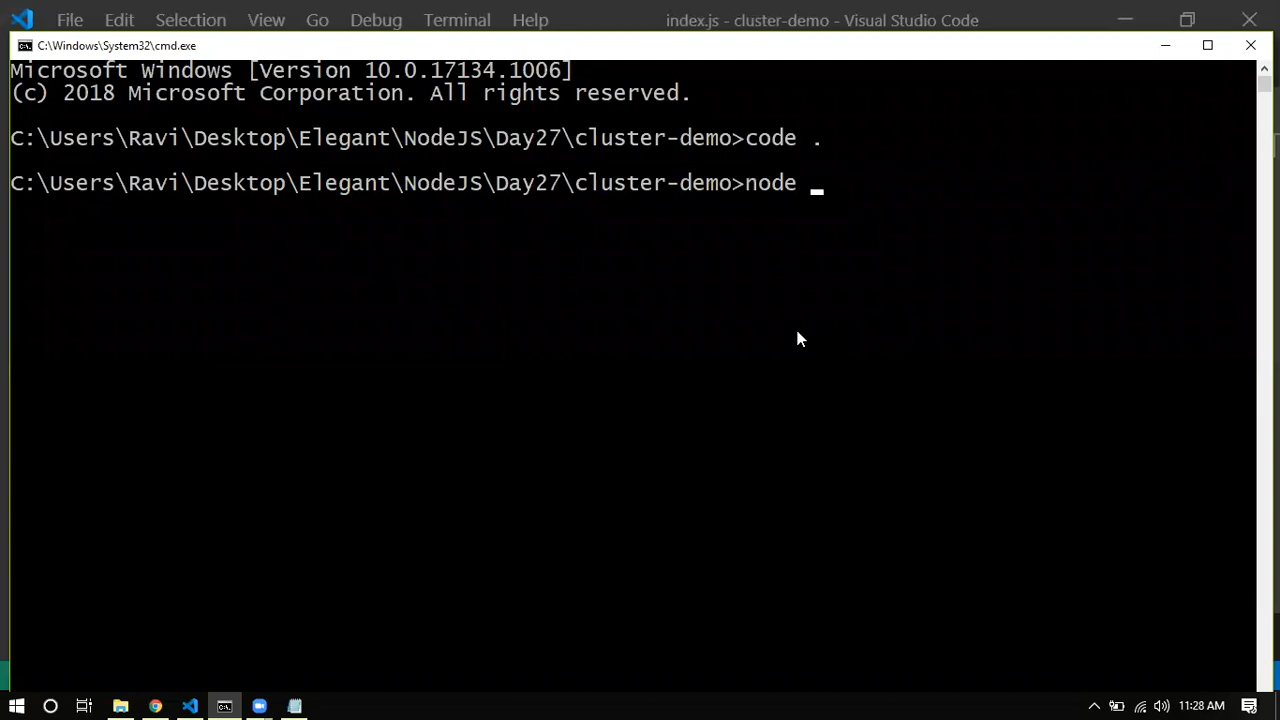 File Edit Selection View Go Debug Terminal Help index.js - cluster-demo - Visual Studio Code
C:\Windows\System32\cmd.exe
Microsoft Windows [Version 10.0.17134.1006]
(c) 2018 Microsoft Corporation. All rights reserved.
C:\Users\Ravi\Desktop\Elegant\NodeJS\Day27\cluster-demo>code .
C:\Users\Ravi\Desktop\Elegant\NodeJS\Day27\cluster-demo>node
11:28 AM